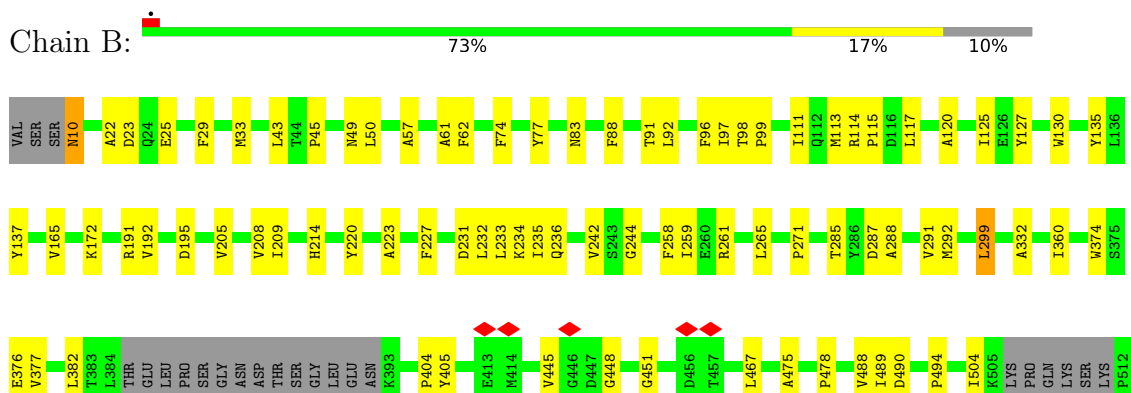 Chain B:
73% 17% 10%
VAL SER SER N10 A22 D23 Q24 E25 F29 M33 L43 T44 P45 N49 L50 A57 A61 F62 F74 Y77 N83 F88 T91 L92 F96 I97 T98 P99 I111 Q112 M113 R114 P115 D116 L117 A120 I125 E126 Y127 W130 Y135 L136
Y137 V165 K172 R191 V192 D195 V205 V208 I209 H214 Y220 A223 F227 D231 L232 L233 K234 I235 Q236 V242 S243 G244 F258 I259 E260 R261 L265 P271 T285 Y286 D287 A288 V291 M292 L299 A332 I360 W374 S375
E376 V377 L382 T383 L384 THR GLU LEU PRO SER GLY ASN ASP THR SER GLY LEU GLU ASN K393 P404 Y405 E413 M414 V445 G446 D447 G448 G451 D456 T457 L467 A475 P478 V488 I489 D490 P494 I504 K505 LYS PRO GLN LYS SER LYS P512